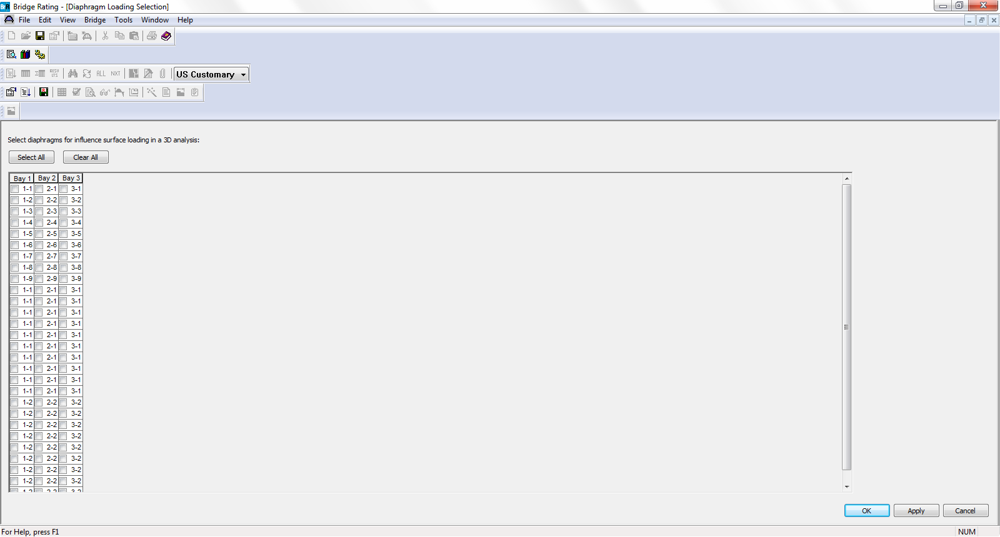 BrR Bridge Rating - [Diaphragm Loading Selection]
File Edit View Bridge Tools Window Help
RESU LTS ALL NXT US Customary
Select diaphragms for influence surface loading in a 3D analysis:
Select All Clear All
Bay 1 Bay 2 Bay 3
1-1 2-1 3-1
1-2 2-2 3-2
1-3 2-3 3-3
1-4 2-4 3-4
1-5 2-5 3-5
1-6 2-6 3-6
1-7 2-7 3-7
1-8 2-8 3-8
1-9 2-9 3-9
1-1 2-1 3-1
1-1 2-1 3-1
1-1 2-1 3-1
1-1 2-1 3-1
1-1 2-1 3-1
1-1 2-1 3-1
1-1 2-1 3-1
1-1 2-1 3-1
1-1 2-1 3-1
1-1 2-1 3-1
1-2 2-2 3-2
1-2 2-2 3-2
1-2 2-2 3-2
1-2 2-2 3-2
1-2 2-2 3-2
1-2 2-2 3-2
1-2 2-2 3-2
1-2 2-2 3-2
1-2 2-2 3-2
OK Apply Cancel
For Help, press F1 NUM